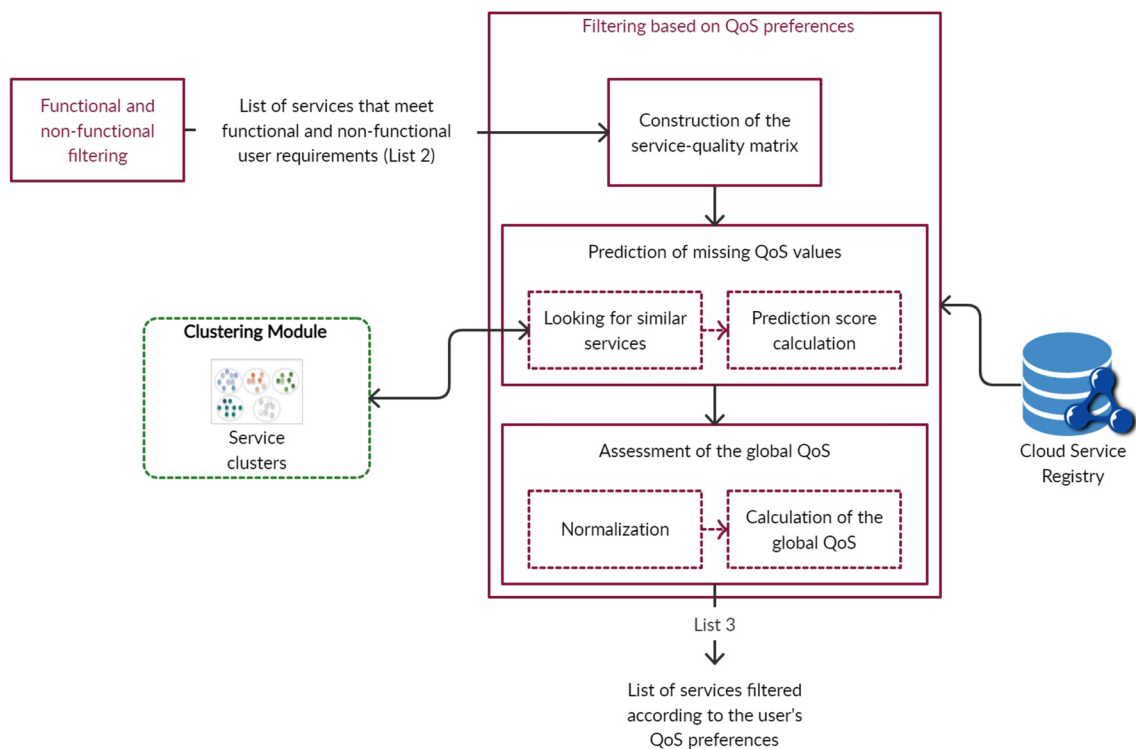 Filtering based on QoS preferences
Functional and
non-functional
filtering
List of services that meet
functional and non-functional
user requirements (List 2)
Construction of the
service-quality matrix
Prediction of missing QoS values
Looking for similar
services
Prediction score
calculation
Clustering Module
Service
clusters
Cloud Service
Registry
Assessment of the global QoS
Normalization
Calculation of the
global QoS
List 3
List of services filtered
according to the user's
QoS preferences